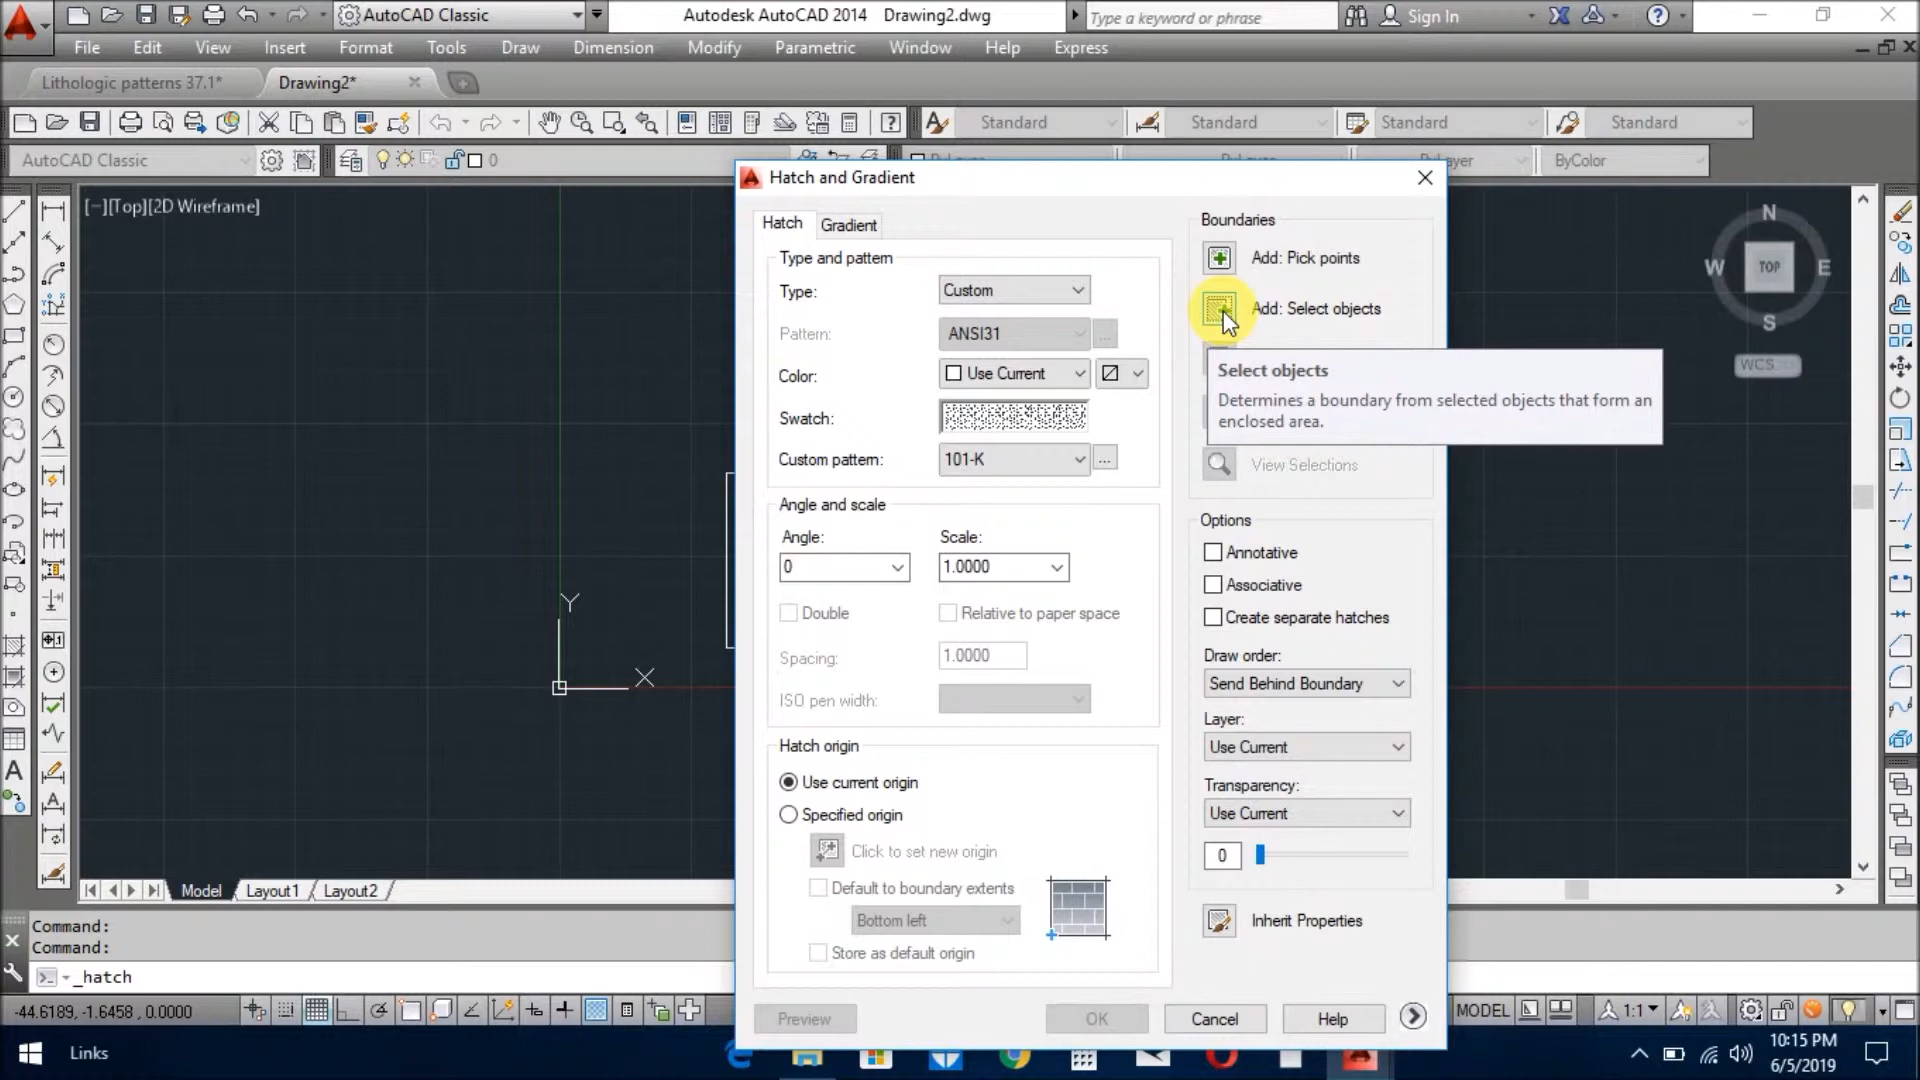 AutoCAD Classic
Autodesk AutoCAD 2014 Drawing2.dwg
Type a keyword or phrase
Sign In
File Edit View Insert Format Tools Draw Dimension Modify Parametric Window Help Express
Lithologic patterns 37.1*
Drawing2*
Standard Standard Standard Standard
AutoCAD Classic
0
ByColor
[−][Top][2D Wireframe]
Hatch and Gradient
Hatch Gradient
Type and pattern
Type: Custom
Pattern: ANSI31
Color: Use Current
Swatch:
Custom pattern: 101-K
Angle and scale
Angle: Scale:
0 1.0000
Double Relative to paper space
Spacing: 1.0000
ISO pen width:
Hatch origin
Use current origin
Specified origin
Click to set new origin
Default to boundary extents
Bottom left
Store as default origin
Boundaries
Add: Pick points
Add: Select objects
Select objects
Determines a boundary from selected objects that form an
enclosed area.
View Selections
Options
Annotative
Associative
Create separate hatches
Draw order:
Send Behind Boundary
Layer:
Use Current
Transparency:
Use Current
0
Inherit Properties
Preview OK Cancel Help
N
W TOP E
S
WCS
Y
X
Model Layout1 Layout2
Command:
Command:
_hatch
-44.6189, -1.6458 , 0.0000
MODEL
1:1
Links
10:15 PM
6/5/2019